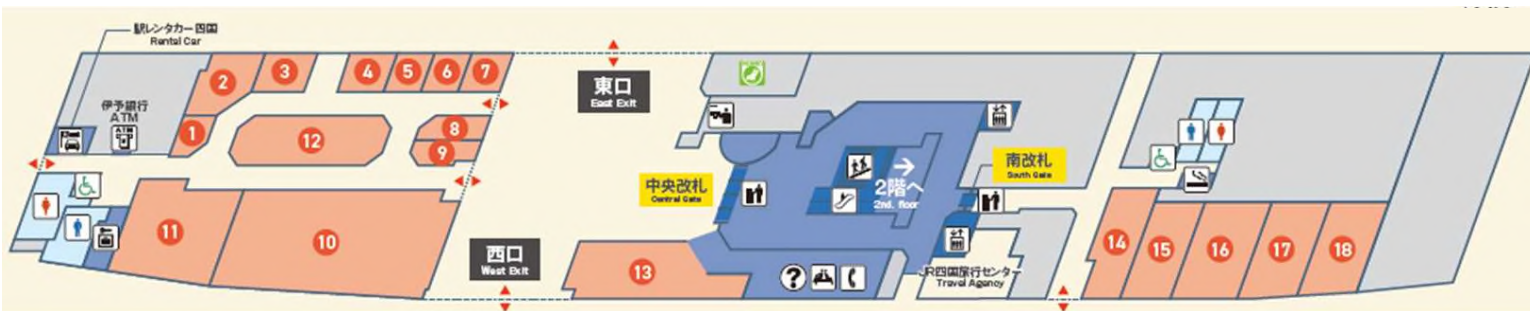 駅レンタカー四国
Rental Car
伊予銀行
ATM
ATM
1
2
3
4
5
6
7
8
9
10
11
12
東口
East Exit
西口
West Exit
中央改札
Central Gate
13
2階へ
2nd. floor
南改札
South Gate
?
JR四国旅行センター
Travel Agency
14
15
16
17
18